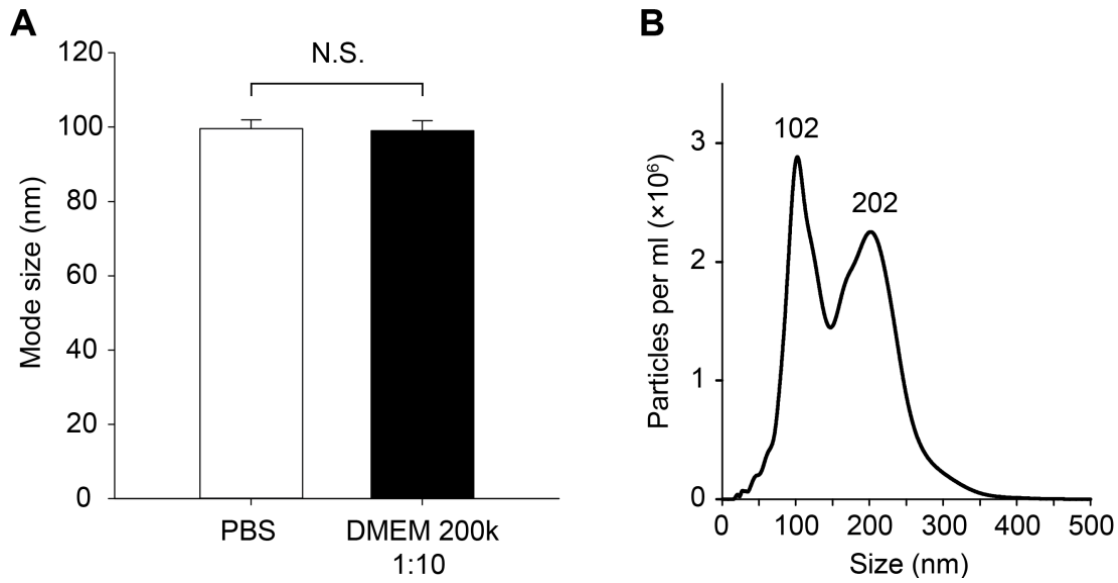 A
120
100
80
60
40
20
0
Mode size (nm)
N.S.
PBS
DMEM 200k
1:10
B
3
2
1
0
Particles per ml (×10⁶)
102
202
0
100
200
300
400
500
Size (nm)